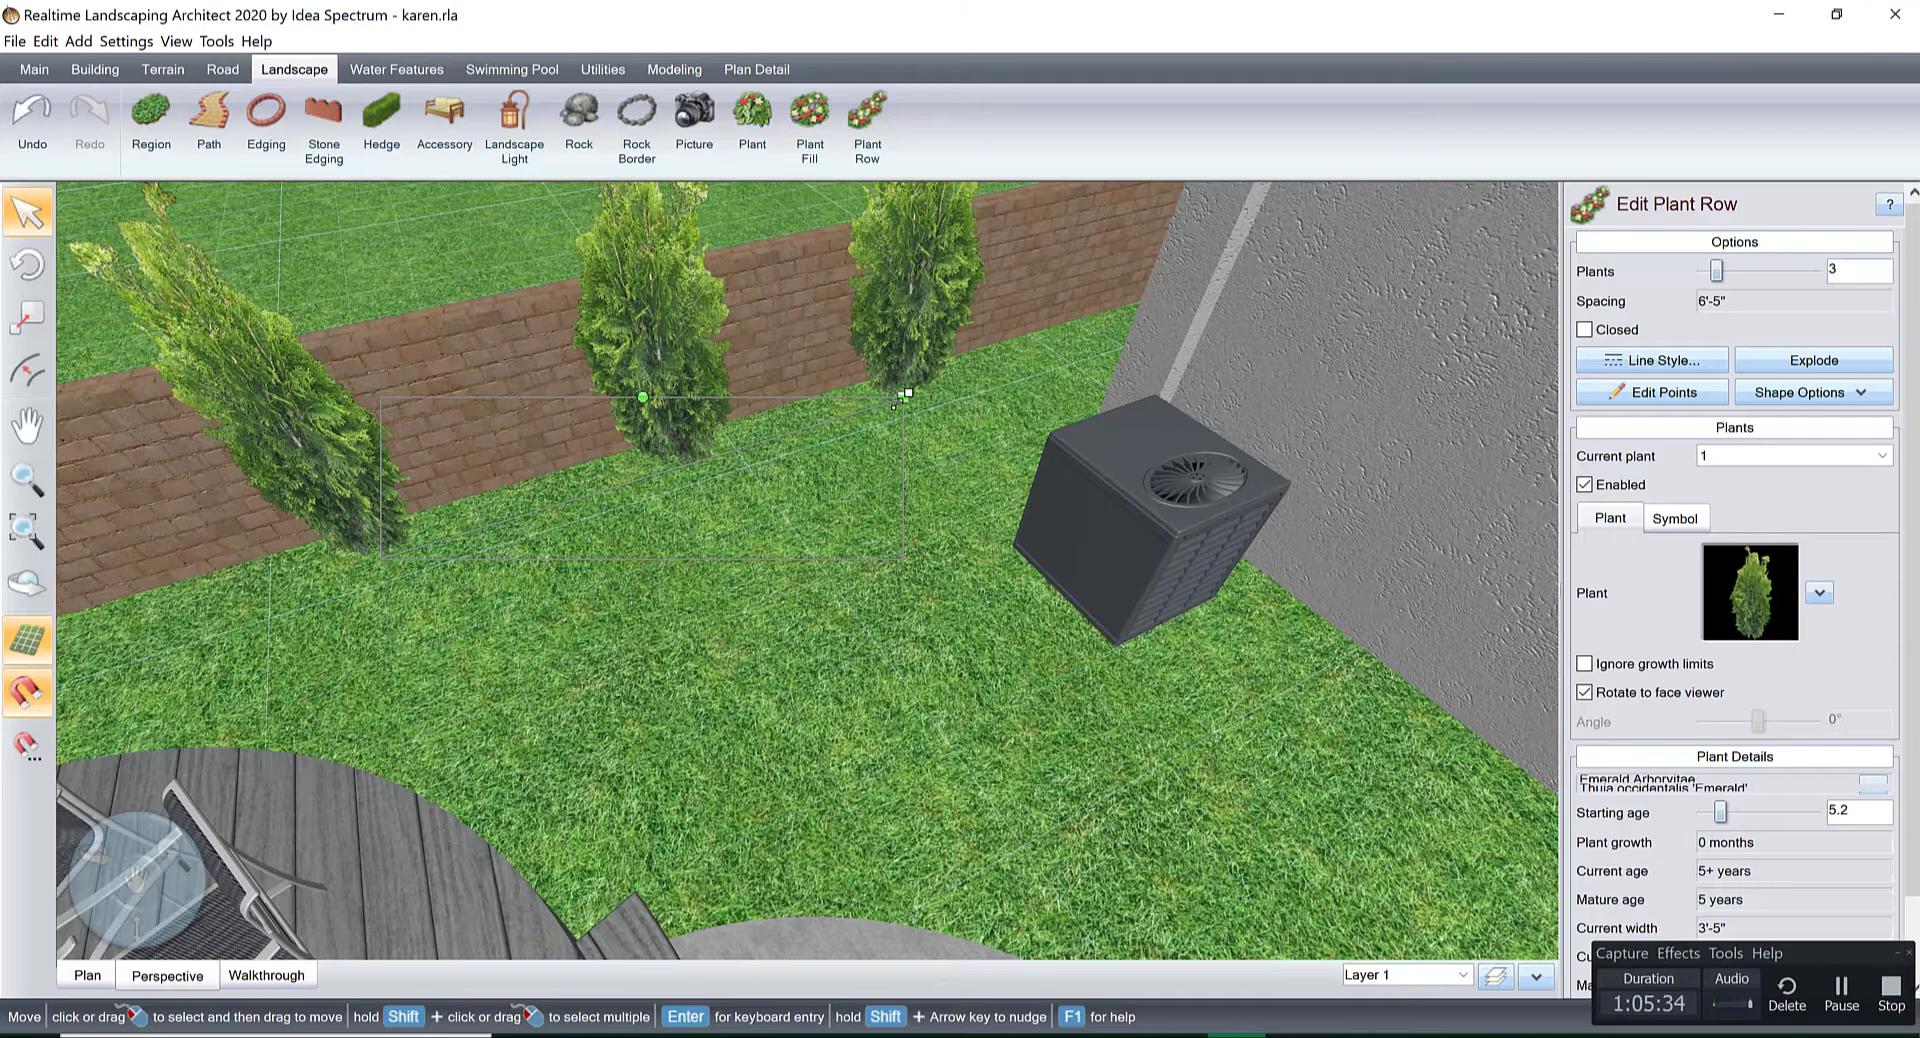 Realtime Landscaping Architect 2020 by Idea Spectrum - karen.rla
File Edit Add Settings View Tools Help
Main Building Terrain Road Landscape Water Features Swimming Pool Utilities Modeling Plan Detail
Undo Redo Region Path Edging Stone Edging Hedge Accessory Landscape Light Rock Rock Border Picture Plant Plant Fill Plant Row
Edit Plant Row ?
Options
Plants 3
Spacing 6'-5"
Closed
Line Style... Explode
Edit Points Shape Options
Plants
Current plant 1
Enabled
Plant Symbol
Plant
Ignore growth limits
Rotate to face viewer
Angle 0°
Plant Details
Emerald Arborvitae
Thuja occidentalis 'Emerald'
Starting age 5.2
Plant growth 0 months
Current age 5+ years
Mature age 5 years
Current width 3'-5"
Cu
Ma
Capture Effects Tools Help
Duration Audio
1:05:34 Delete Pause Stop
Plan Perspective Walkthrough Layer 1
Move click or drag to select and then drag to move hold Shift + click or drag to select multiple Enter for keyboard entry hold Shift + Arrow key to nudge F1 for help